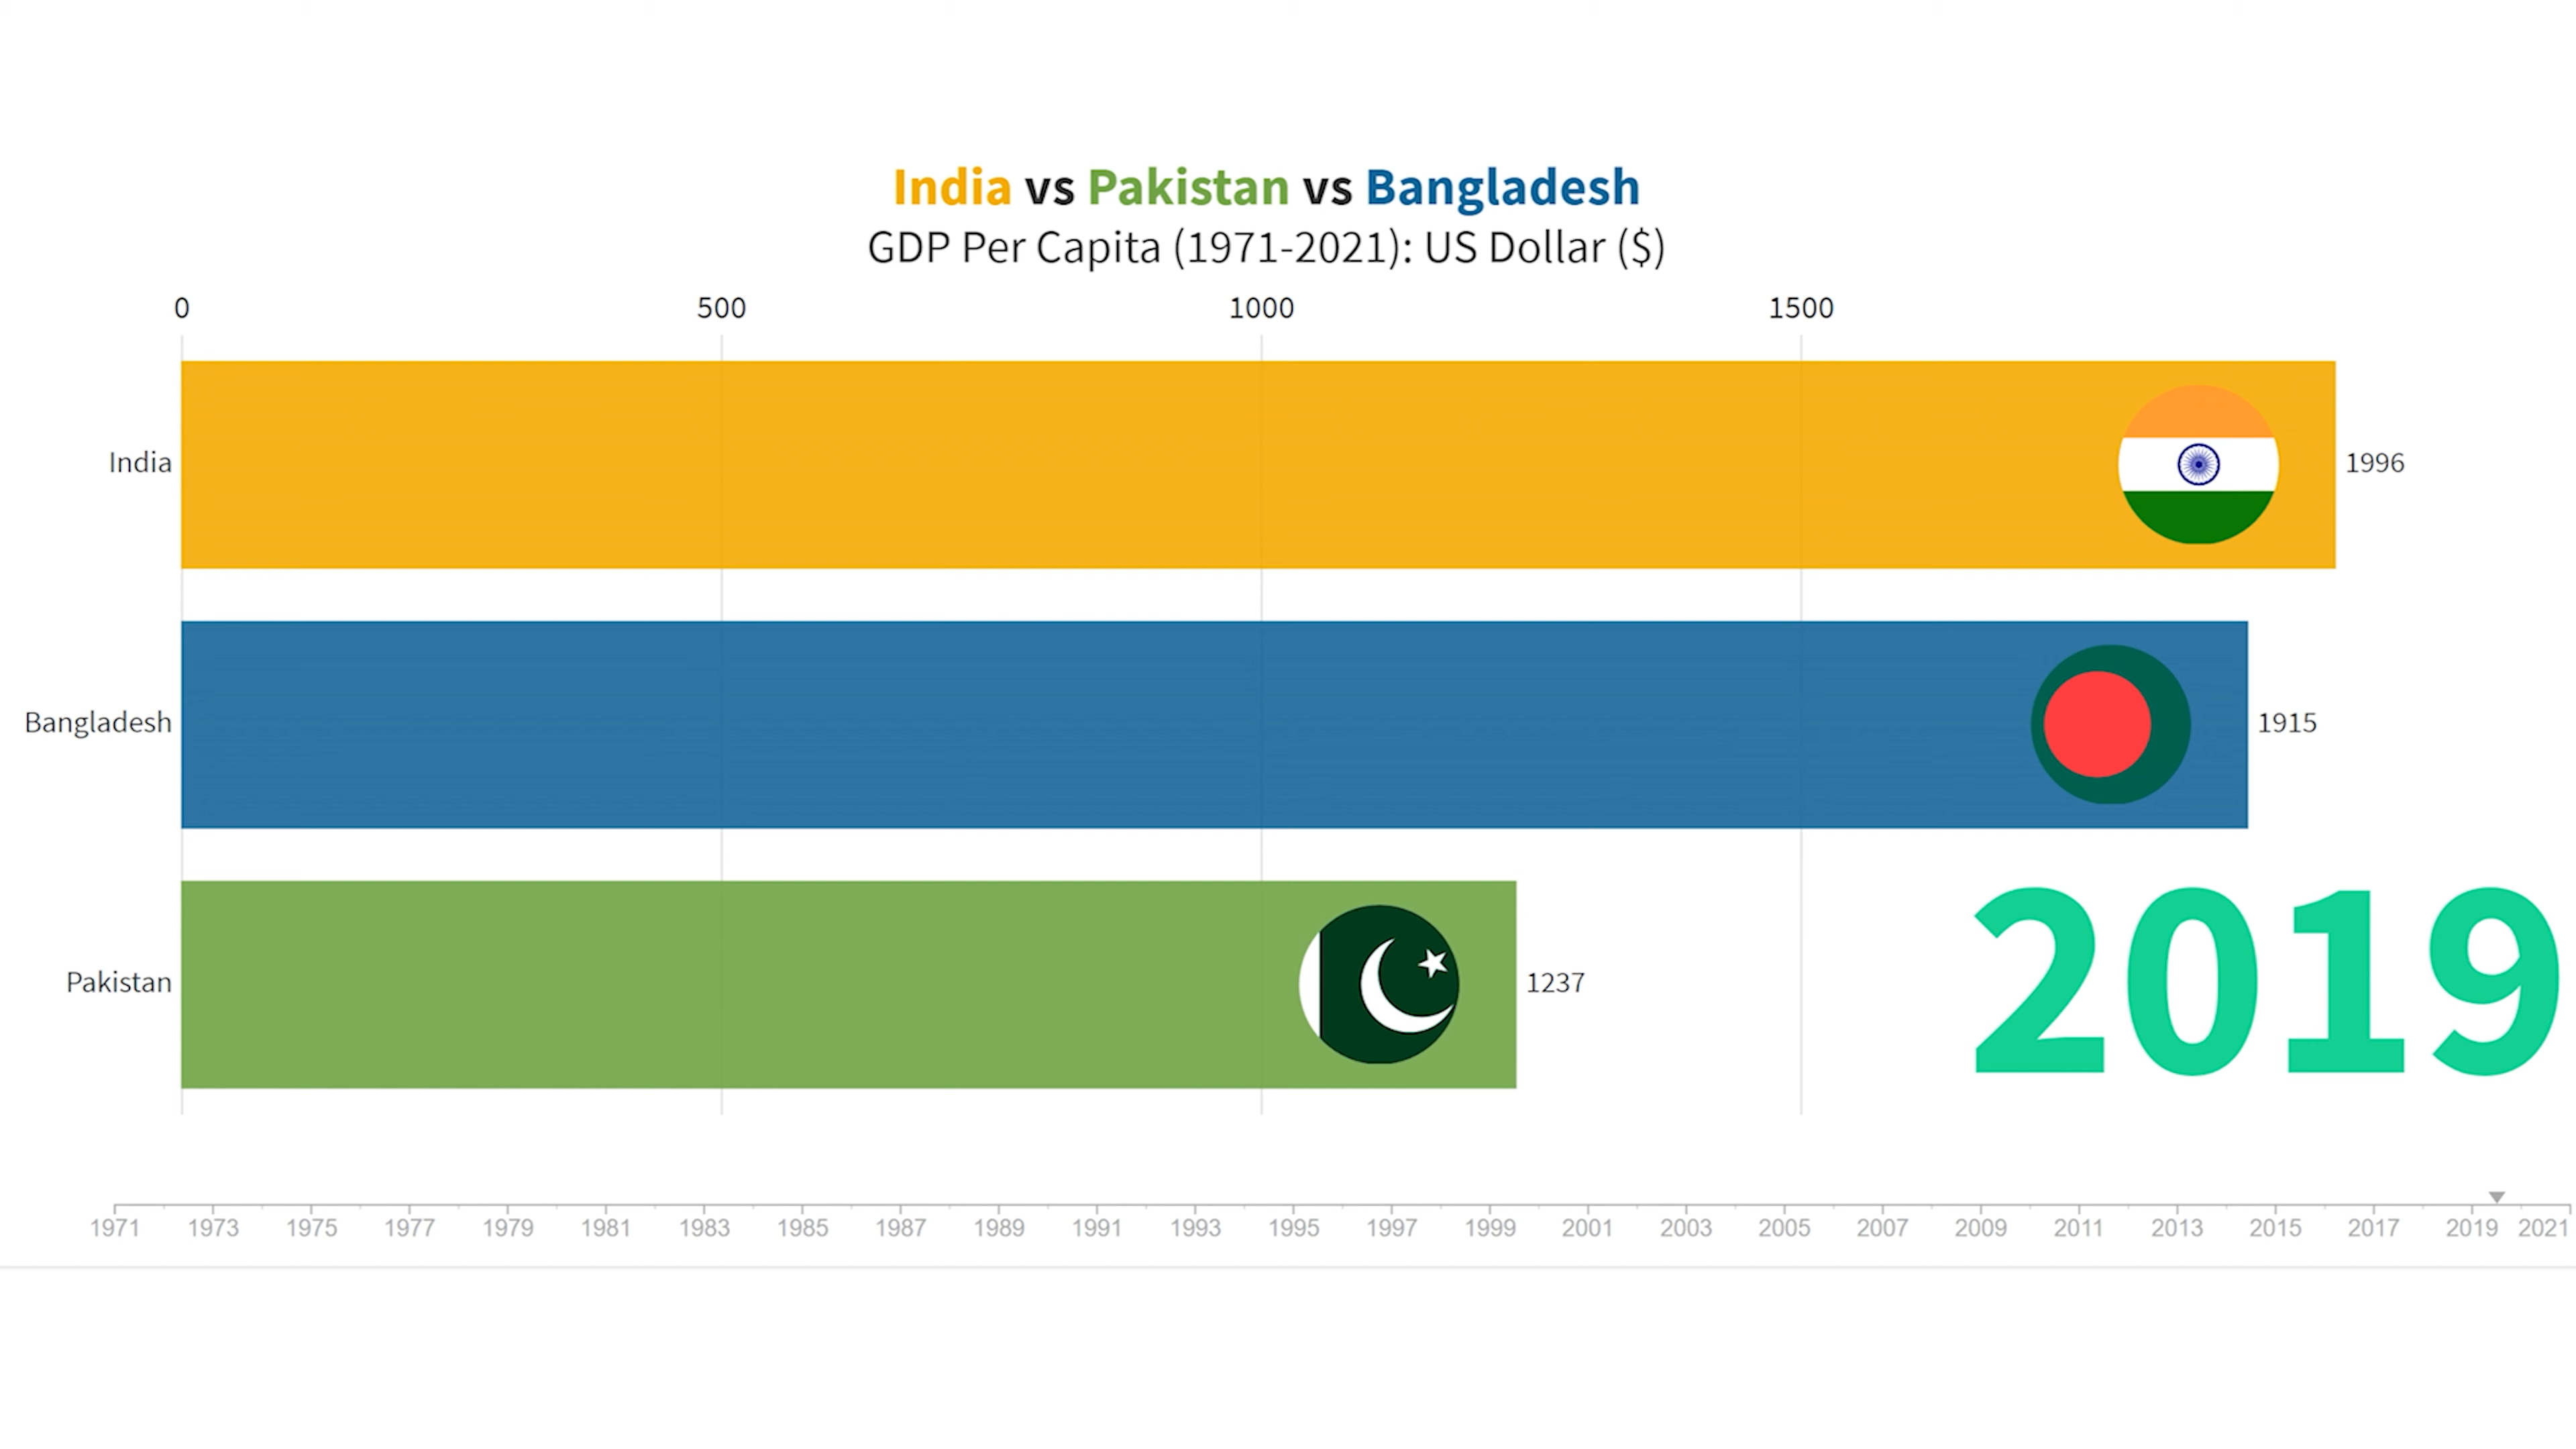 India vs Pakistan vs Bangladesh
GDP Per Capita (1971-2021): US Dollar ($)
0 500 1000 1500
India 1996
Bangladesh 1915
Pakistan 1237
2019
1971 1973 1975 1977 1979 1981 1983 1985 1987 1989 1991 1993 1995 1997 1999 2001 2003 2005 2007 2009 2011 2013 2015 2017 2019 2021